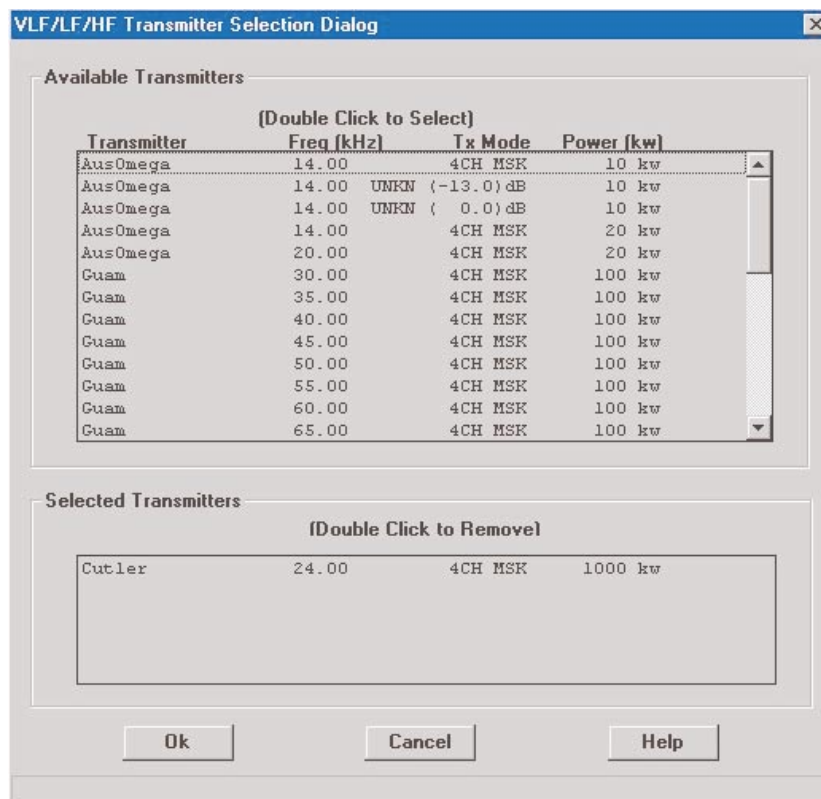 VLF/LF/HF Transmitter Selection Dialog
Available Transmitters
(Double Click to Select)
Transmitter Freq (kHz) Tx Mode Power (kw)
AusOmega 14.00 4CH MSK 10 kw
AusOmega 14.00 UNKN (-13.0)dB 10 kw
AusOmega 14.00 UNKN ( 0.0)dB 10 kw
AusOmega 14.00 4CH MSK 20 kw
AusOmega 20.00 4CH MSK 20 kw
Guam 30.00 4CH MSK 100 kw
Guam 35.00 4CH MSK 100 kw
Guam 40.00 4CH MSK 100 kw
Guam 45.00 4CH MSK 100 kw
Guam 50.00 4CH MSK 100 kw
Guam 55.00 4CH MSK 100 kw
Guam 60.00 4CH MSK 100 kw
Guam 65.00 4CH MSK 100 kw
Selected Transmitters
(Double Click to Remove)
Cutler 24.00 4CH MSK 1000 kw
Ok Cancel Help